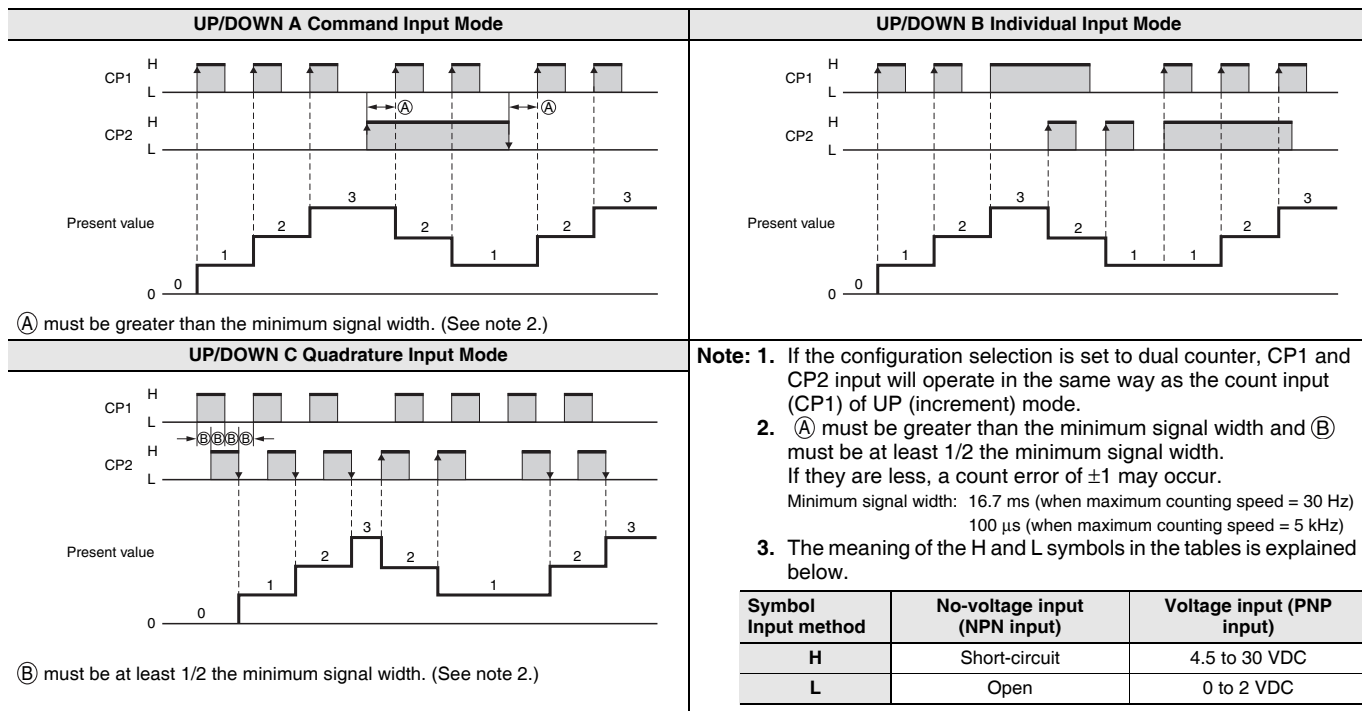 UP/DOWN A Command Input Mode
CP1
H
L
Ⓐ
Ⓐ
CP2
H
L
Present value
3
3
2
2
2
1
1
0
0
Ⓐ must be greater than the minimum signal width. (See note 2.)
UP/DOWN B Individual Input Mode
CP1
H
L
CP2
H
L
Present value
3
3
2
2
2
1
1
1
0
0
UP/DOWN C Quadrature Input Mode
CP1
H
L
Ⓑ Ⓑ Ⓑ Ⓑ
CP2
H
L
Present value
3
3
2
2
2
1
1
0
0
Ⓑ must be at least 1/2 the minimum signal width. (See note 2.)
Note: 1. If the configuration selection is set to dual counter, CP1 and
CP2 input will operate in the same way as the count input
(CP1) of UP (increment) mode.
2. Ⓐ must be greater than the minimum signal width and Ⓑ
must be at least 1/2 the minimum signal width.
If they are less, a count error of ±1 may occur.
Minimum signal width: 16.7 ms (when maximum counting speed = 30 Hz)
100 μs (when maximum counting speed = 5 kHz)
3. The meaning of the H and L symbols in the tables is explained
below.
Symbol
Input method
No-voltage input
(NPN input)
Voltage input (PNP
input)
H Short-circuit 4.5 to 30 VDC
L Open 0 to 2 VDC